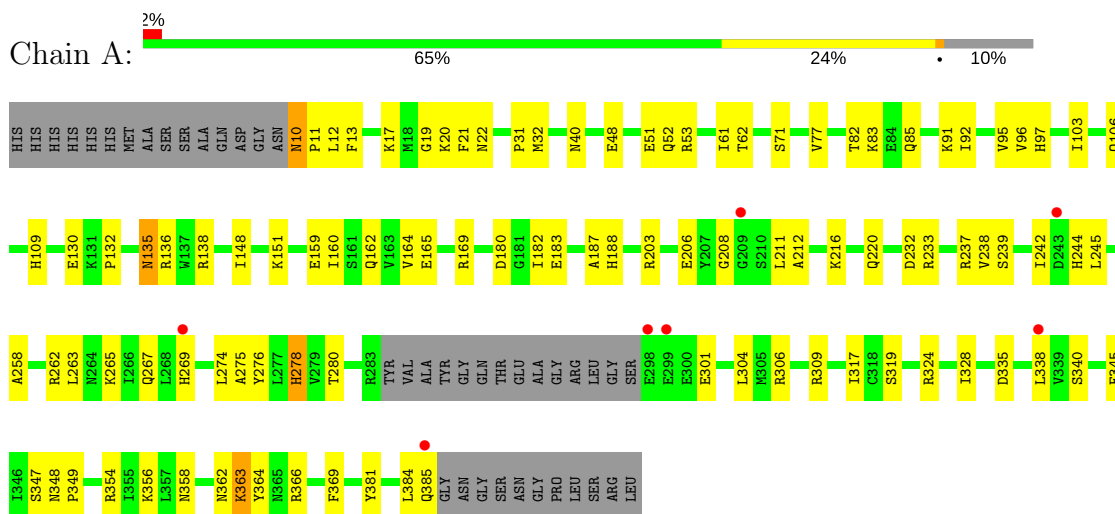 2%
Chain A:
65% 24% • 10%
HIS HIS HIS HIS HIS HIS MET ALA SER SER ALA GLN ASP GLY ASN N10 P11 L12 F13 K17 M18 G19 K20 F21 N22 P31 M32 N40 E48 E51 Q52 R53 I61 T62 S71 V77 T82 K83 E84 Q85 K91 I92 V95 V96 H97 I103
H109 E130 K131 P132 N135 R136 W137 R138 I148 K151 E159 I160 S161 Q162 V163 V164 E165 R169 D180 G181 I182 E183 A187 H188 R203 E206 Y207 G208 G209 S210 L211 A212 K216 Q220 D232 R233 R237 V238 S239 I242 D243 H244 L245
A258 R262 L263 N264 K265 I266 Q267 L268 H269 L274 A275 Y276 L277 H278 V279 T280 R283 TYR VAL ALA TYR GLY GLN THR GLU ALA GLY ARG LEU GLY SER E298 E299 E300 E301 L304 M305 R306 R309 I317 C318 S319 R324 I328 D335 L338 V339 S340
I346 S347 N348 P349 R354 I355 K356 L357 N358 N362 K363 Y364 N365 R366 F369 Y381 L384 Q385 GLY ASN GLY SER ASN GLY PRO LEU SER ARG LEU